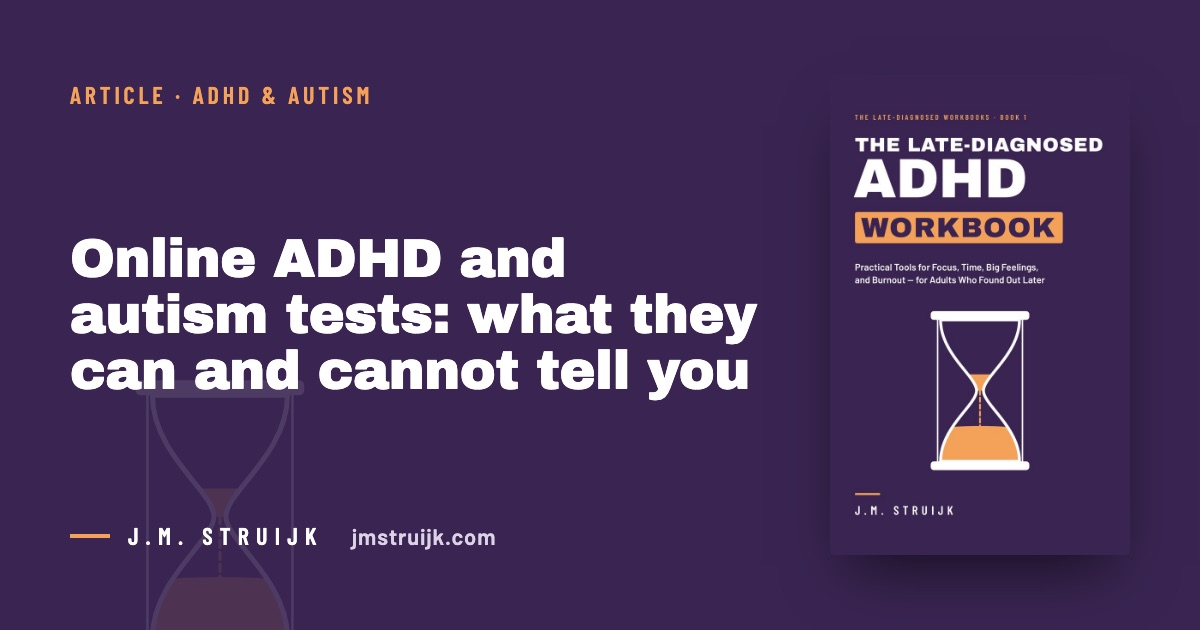 ARTICLE · ADHD & AUTISM
Online ADHD and
autism tests: what they
can and cannot tell you
J.M. STRUIJK jmstruijk.com
THE LATE-DIAGNOSED WORKBOOKS · BOOK 1
THE LATE-DIAGNOSED
ADHD
WORKBOOK
Practical Tools for Focus, Time, Big Feelings,
and Burnout — for Adults Who Found Out Later
J.M. STRUIJK